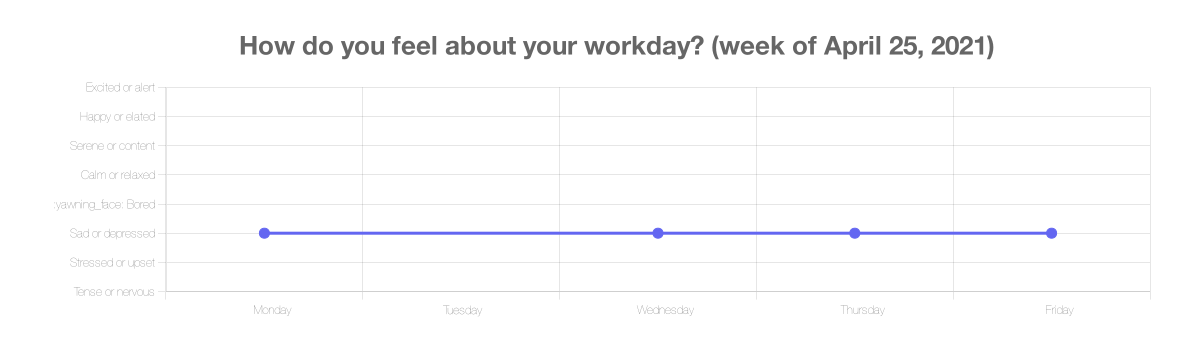 How do you feel about your workday? (week of April 25, 2021)
Excited or alert
Happy or elated
Serene or content
Calm or relaxed
:yawning_face: Bored
Sad or depressed
Stressed or upset
Tense or nervous
Monday Tuesday Wednesday Thursday Friday